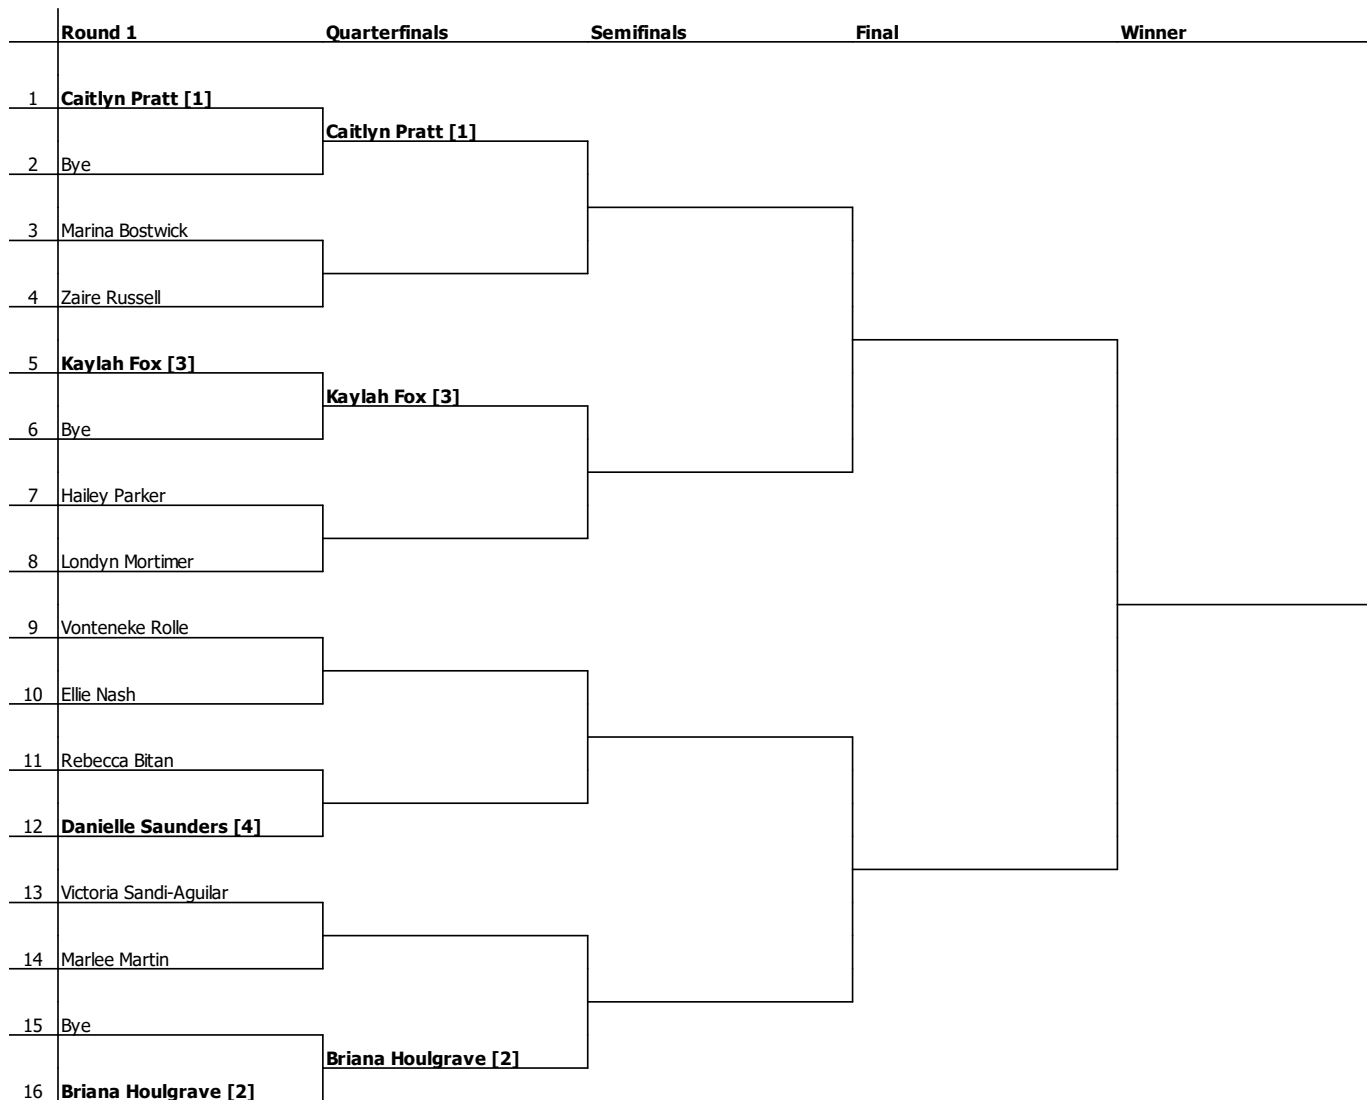 Round 1 Quarterfinals Semifinals Final Winner
1 Caitlyn Pratt [1]
Caitlyn Pratt [1]
2 Bye
3 Marina Bostwick
4 Zaire Russell
5 Kaylah Fox [3]
Kaylah Fox [3]
6 Bye
7 Hailey Parker
8 Londyn Mortimer
9 Vonteneke Rolle
10 Ellie Nash
11 Rebecca Bitan
12 Danielle Saunders [4]
13 Victoria Sandi-Aguilar
14 Marlee Martin
15 Bye
Briana Houlgrave [2]
16 Briana Houlgrave [2]